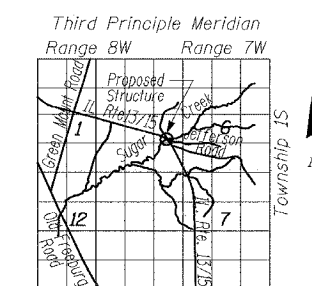 Third Principle Meridian
Range 8W Range 7W
Proposed
Structure
Green Mount Road
IL Rte 13/15
Creek
1
6
Jefferson
Road
Sugar
Township 1S
12
7
Old Freeburg
Road
IL. Rte. 13/15